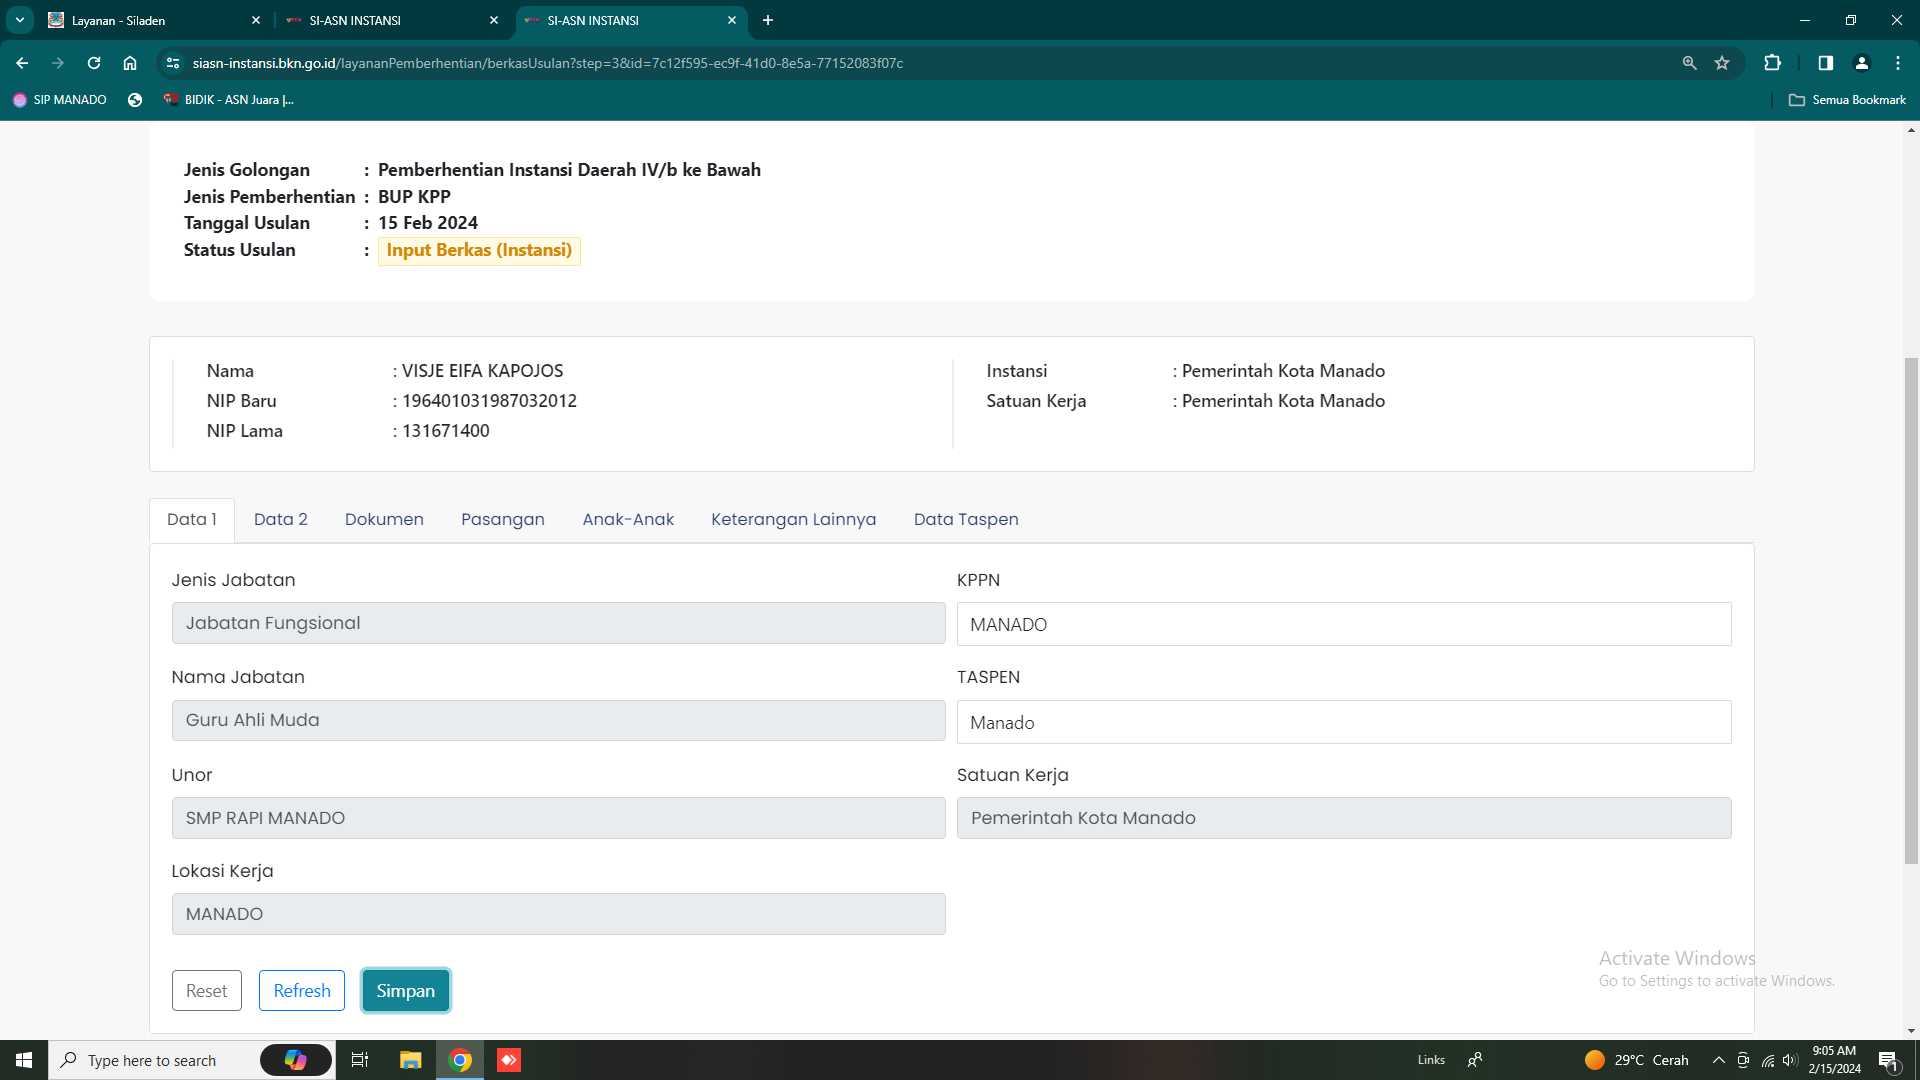 Layanan - Siladen
SI-ASN INSTANSI
SI-ASN INSTANSI
siasn-instansi.bkn.go.id/layananPemberhentian/berkasUsulan?step=3&id=7c12f595-ec9f-41d0-8e5a-77152083f07c
SIP MANADO
BIDIK - ASN Juara |...
Semua Bookmark
Jenis Golongan : Pemberhentian Instansi Daerah IV/b ke Bawah
Jenis Pemberhentian : BUP KPP
Tanggal Usulan : 15 Feb 2024
Status Usulan : Input Berkas (Instansi)
Nama : VISJE EIFA KAPOJOS
NIP Baru : 196401031987032012
NIP Lama : 131671400
Instansi : Pemerintah Kota Manado
Satuan Kerja : Pemerintah Kota Manado
Data 1 Data 2 Dokumen Pasangan Anak-Anak Keterangan Lainnya Data Taspen
Jenis Jabatan
Jabatan Fungsional
KPPN
MANADO
Nama Jabatan
Guru Ahli Muda
TASPEN
Manado
Unor
SMP RAPI MANADO
Satuan Kerja
Pemerintah Kota Manado
Lokasi Kerja
MANADO
Reset Refresh Simpan
Activate Windows
Go to Settings to activate Windows.
Type here to search
Links
29°C Cerah
9:05 AM
2/15/2024
1